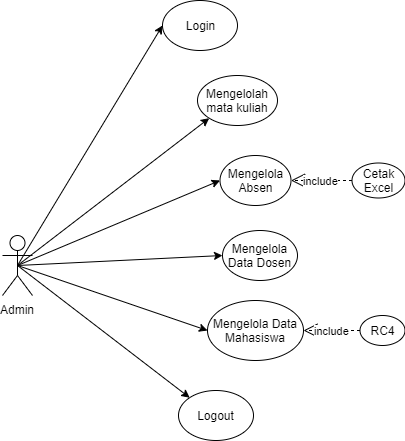 Login
Mengelolah
mata kuliah
Mengelola
Absen
include
Cetak
Excel
Mengelola
Data Dosen
Admin
Mengelola Data
Mahasiswa
include
RC4
Logout